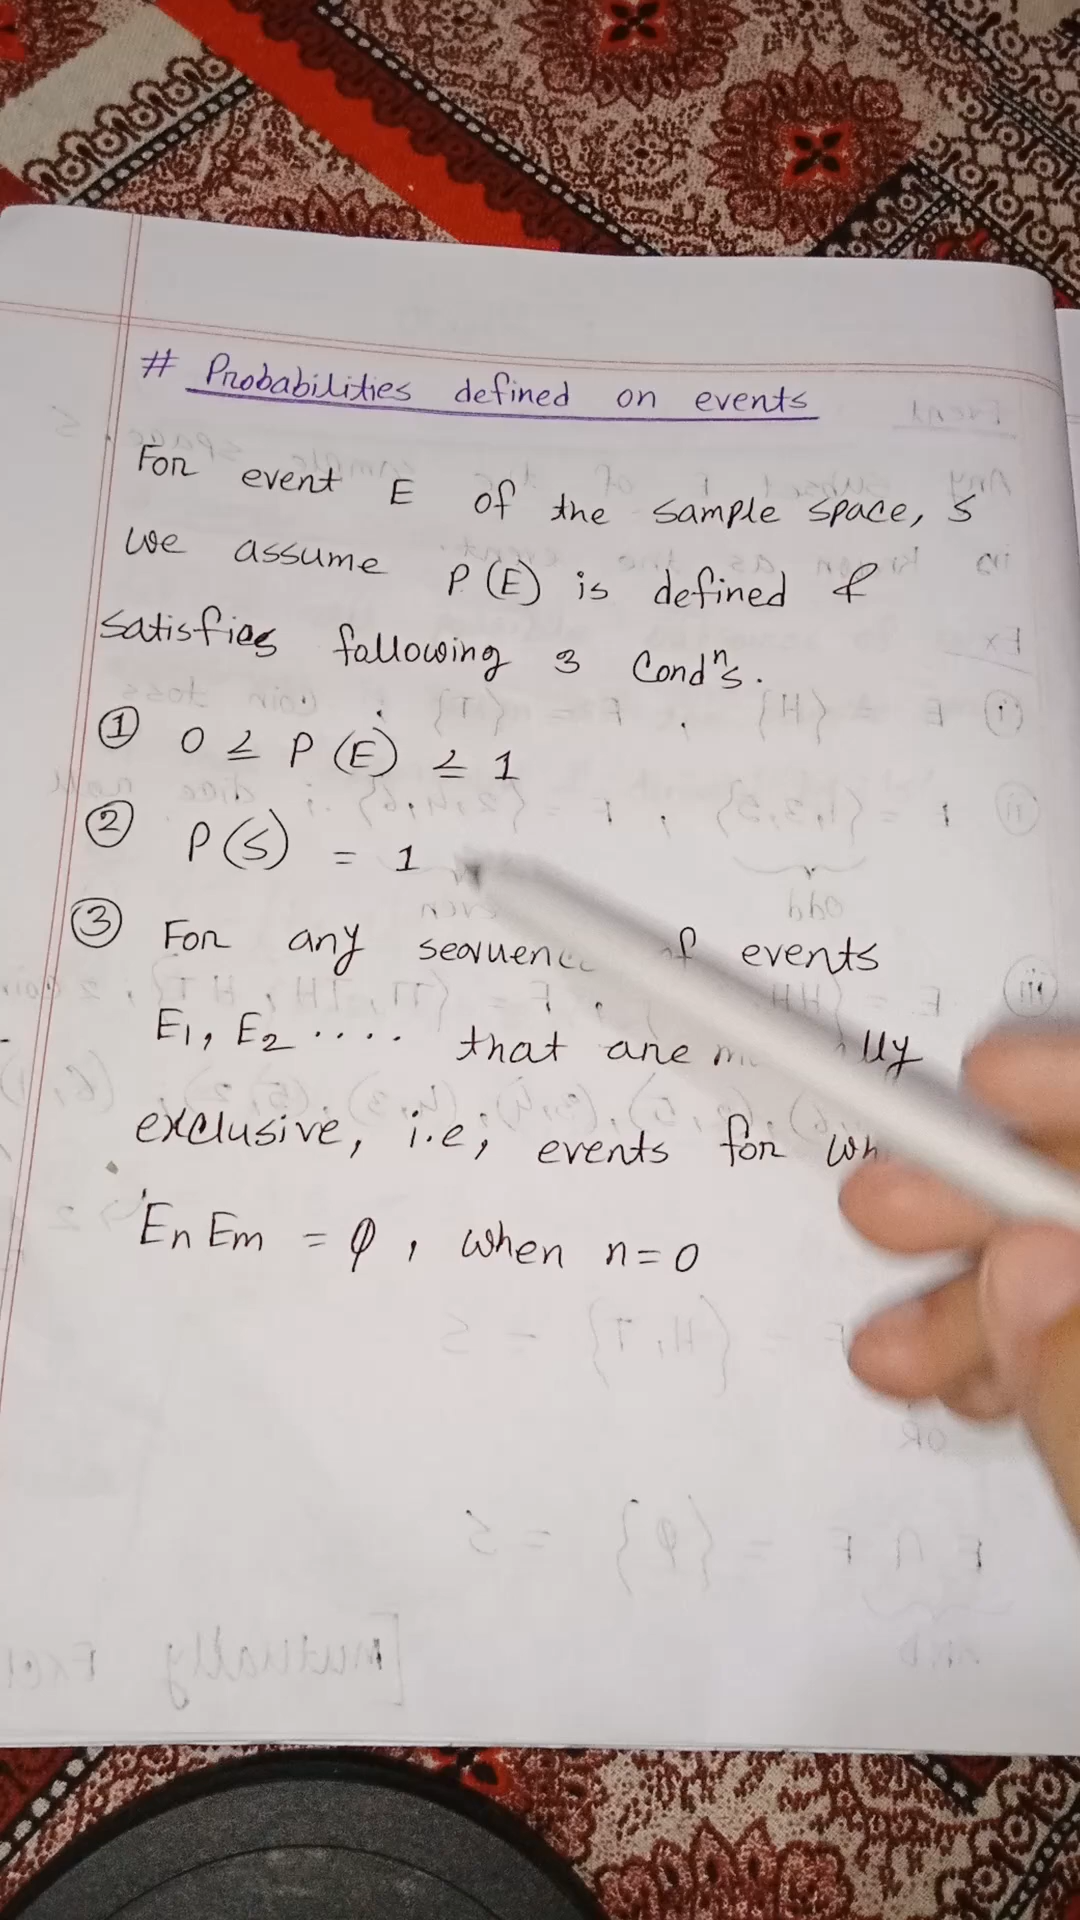 # Probabilities defined on events
For event E of the sample space, S
we assume P(E) is defined &
satisfies following 3 Condⁿs.
① 0 ≤ P(E) ≤ 1
② P(S) = 1
③ For any events
E1, E2 .... that are
exclusive, i.e, events for
En Em = φ, when n=0